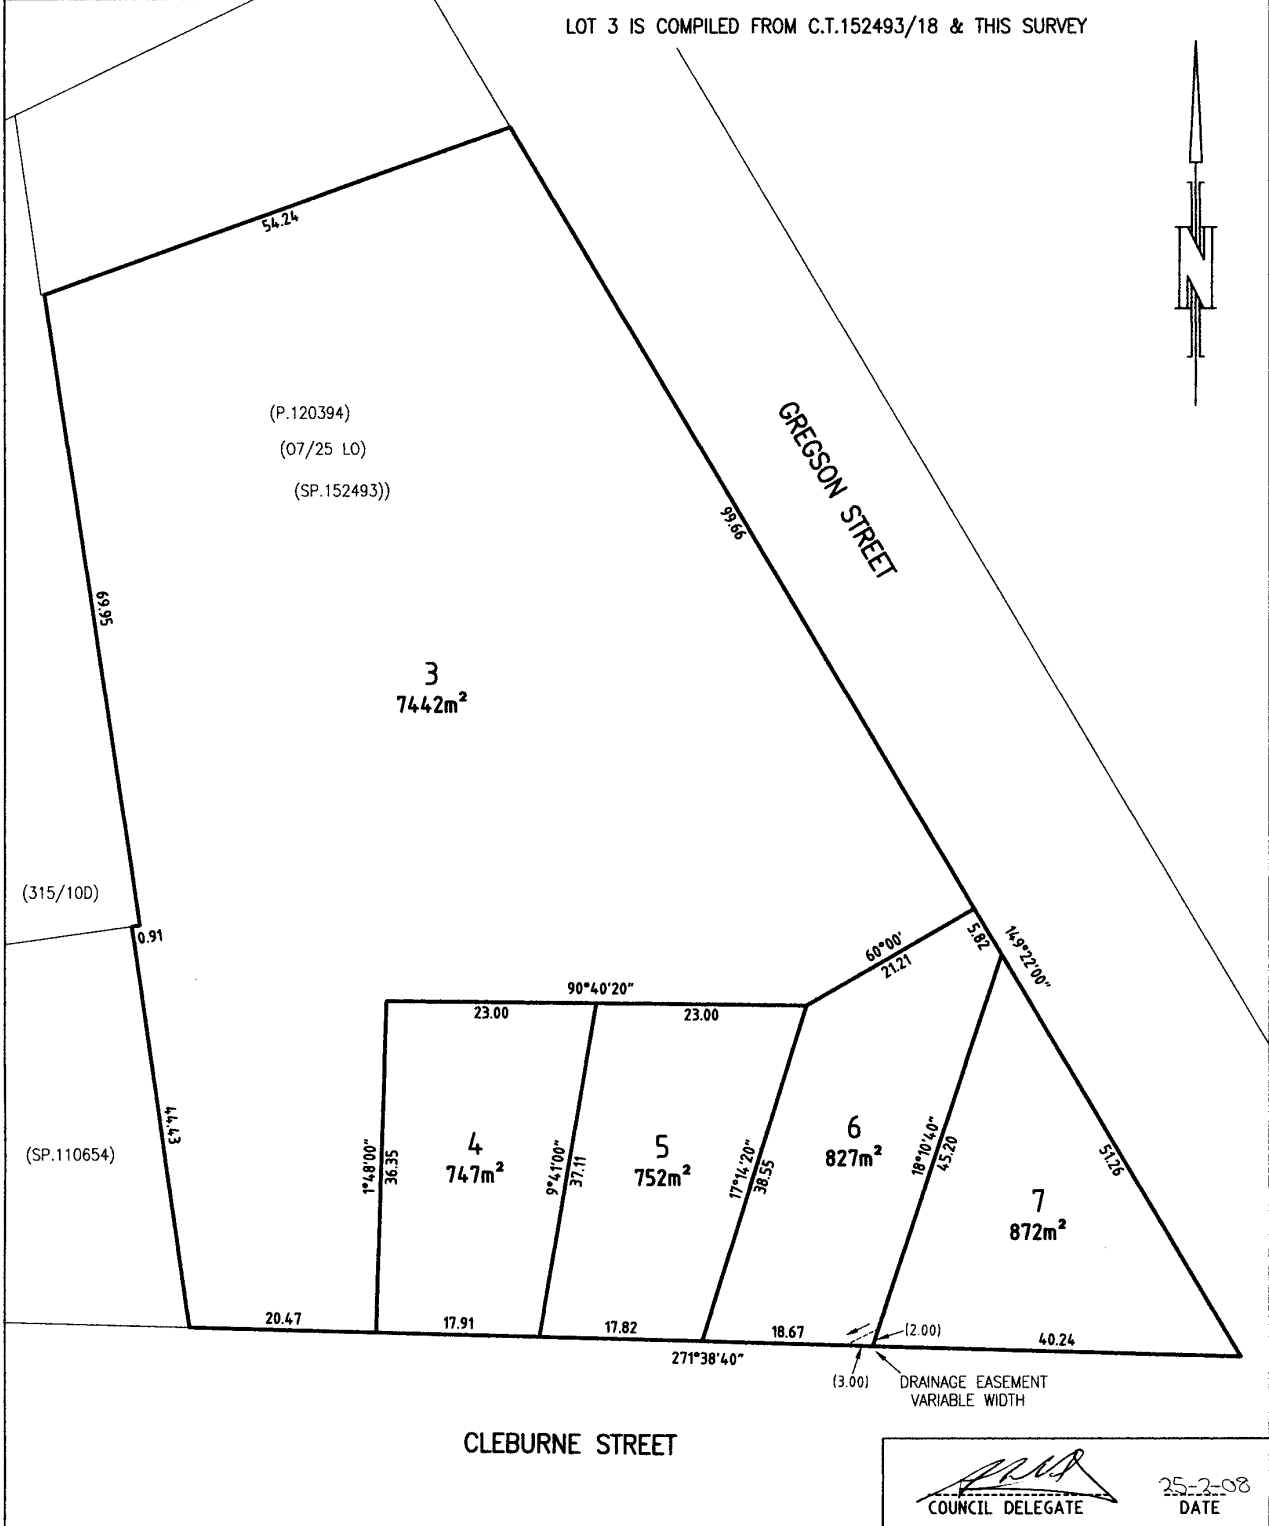 LOT 3 IS COMPILED FROM C.T.152493/18 & THIS SURVEY
N
54.24
(P.120394)
(07/25 LO)
(SP.152493))
GREGSON STREET
99.66
69.95
3
7442m²
(315/10D)
0.91
60°00'
21.21
5.82
149°22'00"
90°40'20"
23.00
23.00
44.43
(SP.110654)
1°48'00"
36.35
4
747m²
9°41'00"
37.11
5
752m²
17°14'20"
38.55
6
827m²
18°10'40"
45.20
7
872m²
51.26
20.47
17.91
17.82
18.67
(2.00)
40.24
271°38'40"
(3.00)
DRAINAGE EASEMENT
VARIABLE WIDTH
CLEBURNE STREET
25-2-08
COUNCIL DELEGATE
DATE